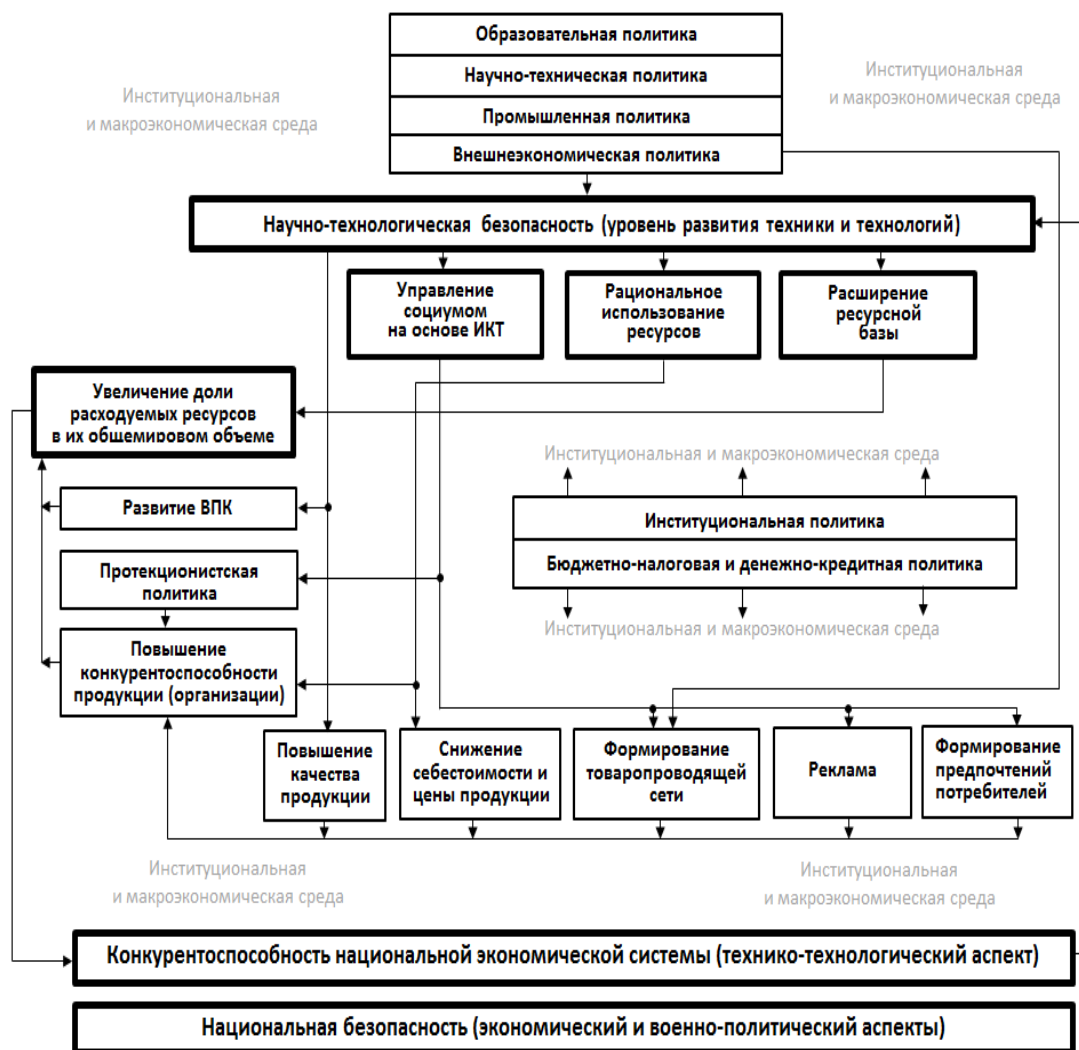 Образовательная политика
Научно-техническая политика
Промышленная политика
Внешнеэкономическая политика
Институциональная
и макроэкономическая среда
Институциональная
и макроэкономическая среда
Научно-технологическая безопасность (уровень развития техники и технологий)
Управление
социумом
на основе ИКТ
Рациональное
использование
ресурсов
Расширение
ресурсной
базы
Увеличение доли
расходуемых ресурсов
в их общемировом объеме
Институциональная и макроэкономическая среда
Развитие ВПК
Институциональная политика
Бюджетно-налоговая и денежно-кредитная политика
Протекционистская
политика
Институциональная и макроэкономическая среда
Повышение
конкурентоспособности
продукции (организации)
Повышение
качества
продукции
Снижение
себестоимости и
цены продукции
Формирование
товаропроводящей
сети
Реклама
Формирование
предпочтений
потребителей
Институциональная
и макроэкономическая среда
Институциональная
и макроэкономическая среда
Конкурентоспособность национальной экономической системы (технико-технологический аспект)
Национальная безопасность (экономический и военно-политический аспекты)